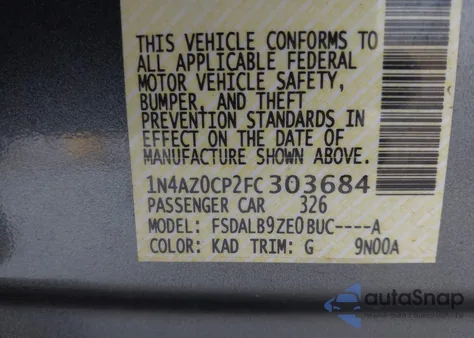 THIS VEHICLE CONFORMS TO
ALL APPLICABLE FEDERAL
MOTOR VEHICLE SAFETY,
BUMPER, AND THEFT
PREVENTION STANDARDS IN
EFFECT ON THE DATE OF
MANUFACTURE SHOWN ABOVE.
1N4AZ0CP2FC303684
PASSENGER CAR 326
MODEL: FSDALB9ZE0BUC----A
COLOR: KAD TRIM: G 9N00A
autoSnap